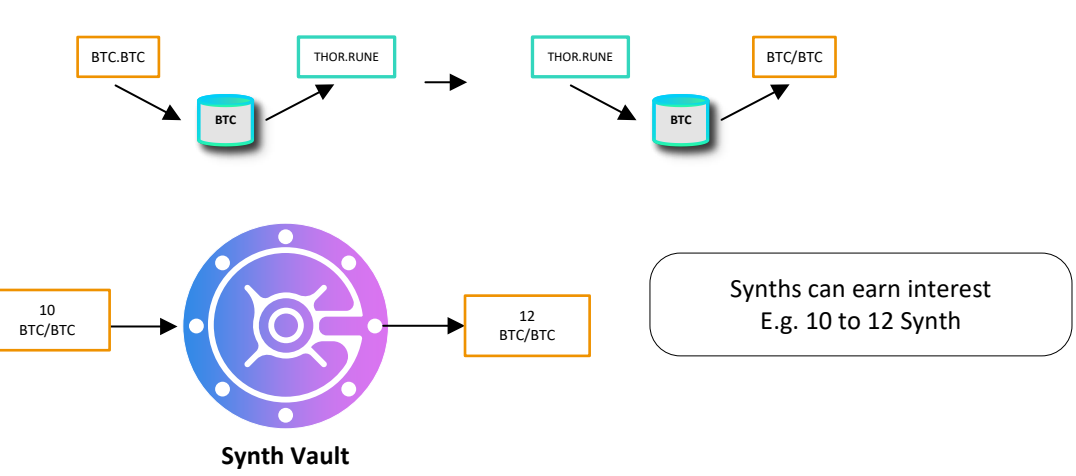 BTC.BTC
THOR.RUNE
THOR.RUNE
BTC/BTC
BTC
BTC
10
BTC/BTC
12
BTC/BTC
Synths can earn interest
E.g. 10 to 12 Synth
Synth Vault